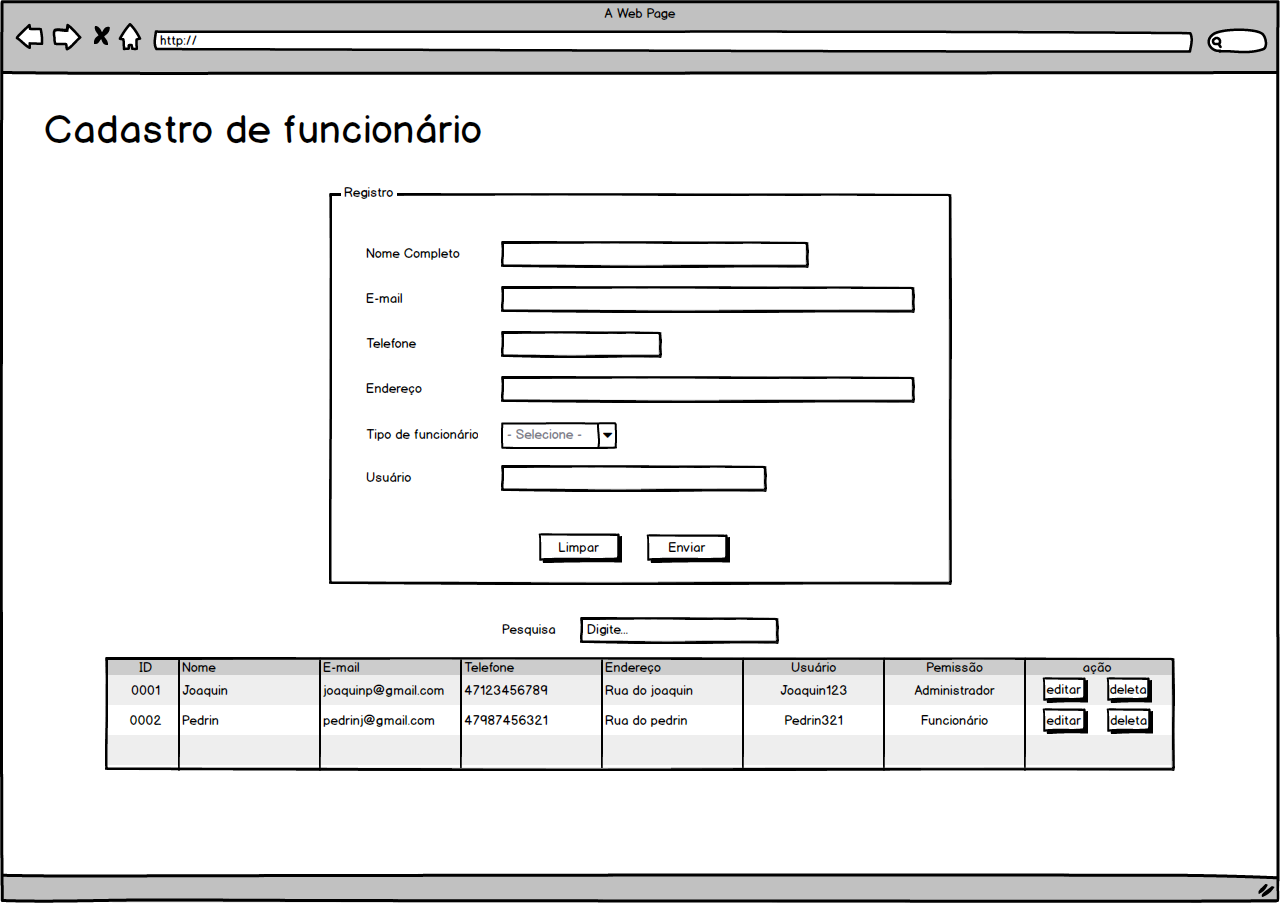 A Web Page
http://
Cadastro de funcionário
Registro
Nome Completo
E-mail
Telefone
Endereço
Tipo de funcionário - Selecione -
Usuário
Limpar Enviar
Pesquisa Digite...
ID Nome E-mail Telefone Endereço Usuário Pemissão ação
0001 Joaquin joaquinp@gmail.com 47123456789 Rua do joaquin Joaquin123 Administrador editar deleta
0002 Pedrin pedrinj@gmail.com 47987456321 Rua do pedrin Pedrin321 Funcionário editar deleta